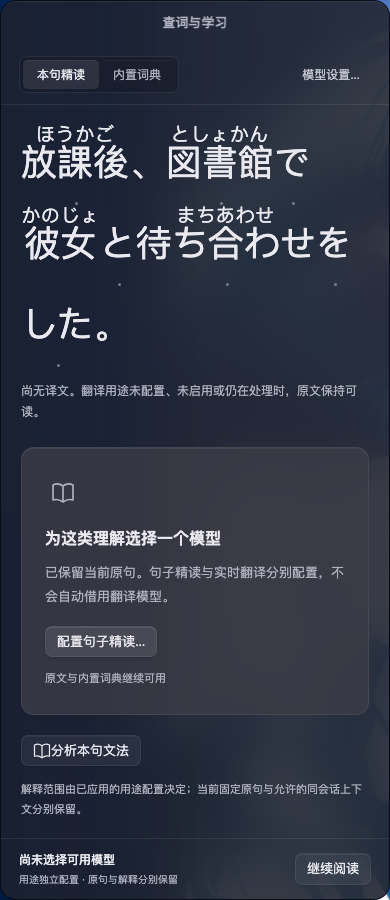 查词与学习
本句精读 内置词典 模型设置...
ほうかご としょかん
放課後、図書館で
かのじょ まちあわせ
彼女と待ち合わせを
した。
尚无译文。翻译用途未配置、未启用或仍在处理时，原文保持可
读。
为这类理解选择一个模型
已保留当前原句。句子精读与实时翻译分别配置，不
会自动借用翻译模型。
配置句子精读...
原文与内置词典继续可用
分析本句文法
解释范围由已应用的用途配置决定；当前固定原句与允许的同会话上下
文分别保留。
尚未选择可用模型
用途独立配置 · 原句与解释分别保留
继续阅读